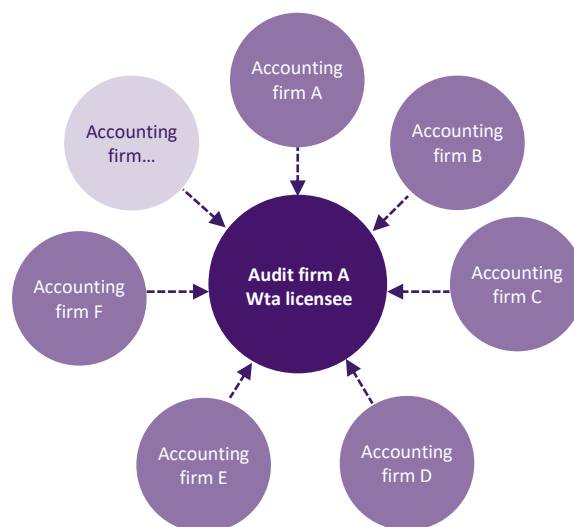 Accounting
firm A
Accounting
firm...
Accounting
firm B
Audit firm A
Wta licensee
Accounting
firm C
Accounting
firm F
Accounting
firm E
Accounting
firm D